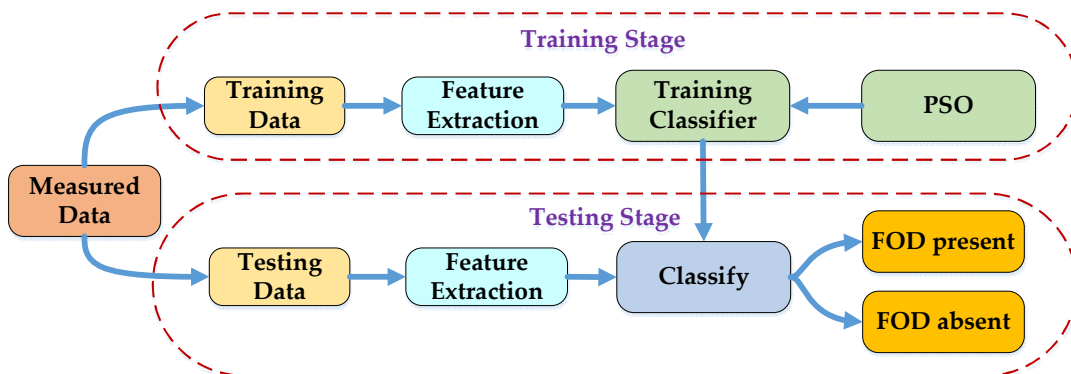 Training Stage
Training
Data
Feature
Extraction
Training
Classifier
PSO
Measured
Data
Testing Stage
Testing
Data
Feature
Extraction
Classify
FOD present
FOD absent